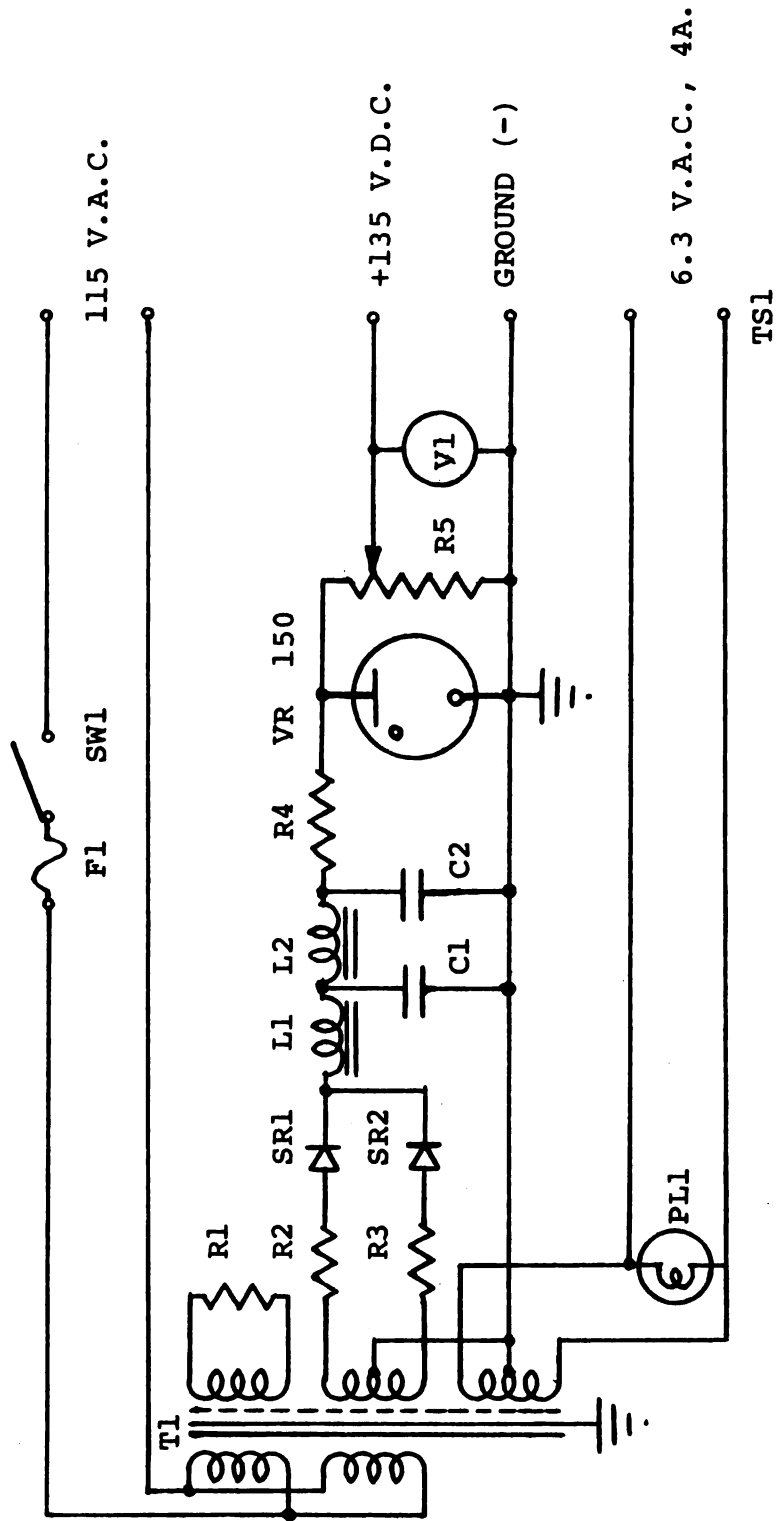 115 V.A.C.
F1
SW1
T1
R1
R2
SR1
L1
L2
R4
VR 150
+135 V.D.C.
R3
SR2
C1
C2
R5
V1
GROUND (-)
PL1
6.3 V.A.C., 4A.
TS1